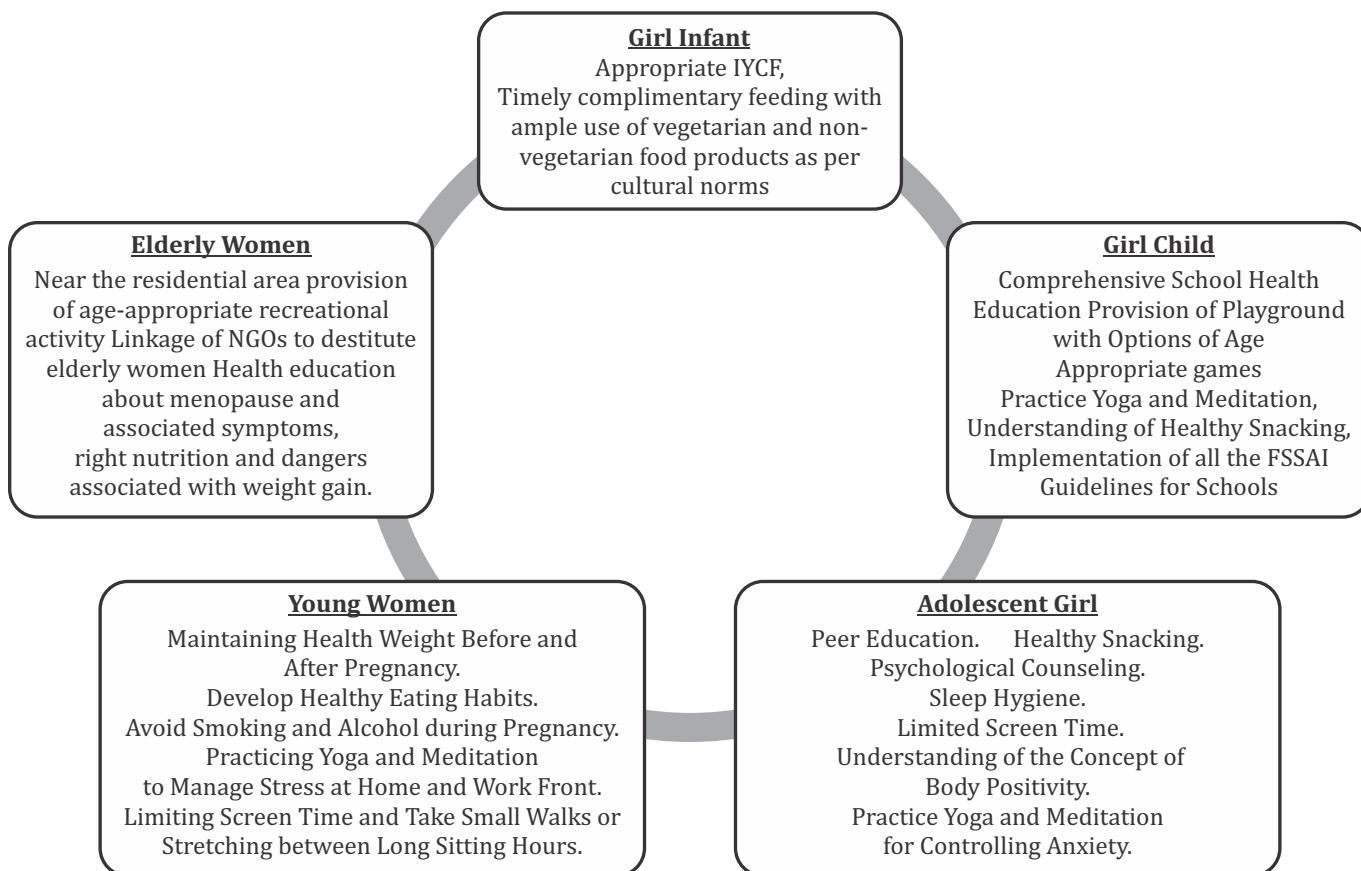 Girl Infant
Appropriate IYCF,
Timely complimentary feeding with
ample use of vegetarian and non-
vegetarian food products as per
cultural norms
Elderly Women
Near the residential area provision
of age-appropriate recreational
activity Linkage of NGOs to destitute
elderly women Health education
about menopause and
associated symptoms,
right nutrition and dangers
associated with weight gain.
Girl Child
Comprehensive School Health
Education Provision of Playground
with Options of Age
Appropriate games
Practice Yoga and Meditation,
Understanding of Healthy Snacking,
Implementation of all the FSSAI
Guidelines for Schools
Young Women
Maintaining Health Weight Before and
After Pregnancy.
Develop Healthy Eating Habits.
Avoid Smoking and Alcohol during Pregnancy.
Practicing Yoga and Meditation
to Manage Stress at Home and Work Front.
Limiting Screen Time and Take Small Walks or
Stretching between Long Sitting Hours.
Adolescent Girl
Peer Education. Healthy Snacking.
Psychological Counseling.
Sleep Hygiene.
Limited Screen Time.
Understanding of the Concept of
Body Positivity.
Practice Yoga and Meditation
for Controlling Anxiety.